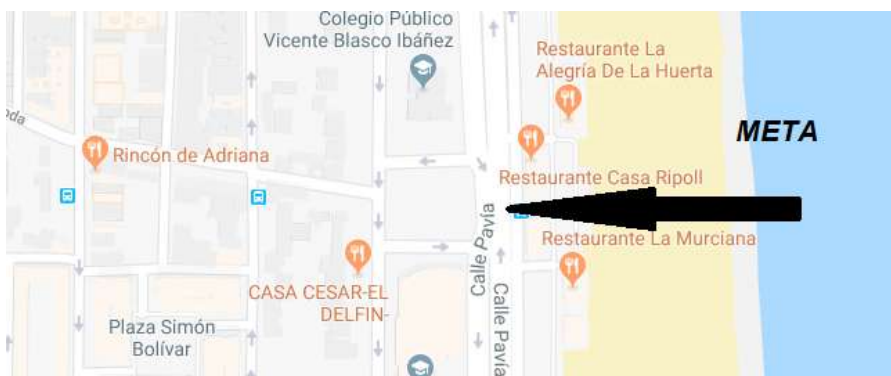 Colegio Público
Vicente Blasco Ibáñez
Restaurante La
Alegría De La Huerta
META
oda
Rincón de Adriana
Restaurante Casa Ripoll
Calle Pavía
Restaurante La Murciana
CASA CESAR-EL
DELFIN-
Calle Pavía
Plaza Simón
Bolívar